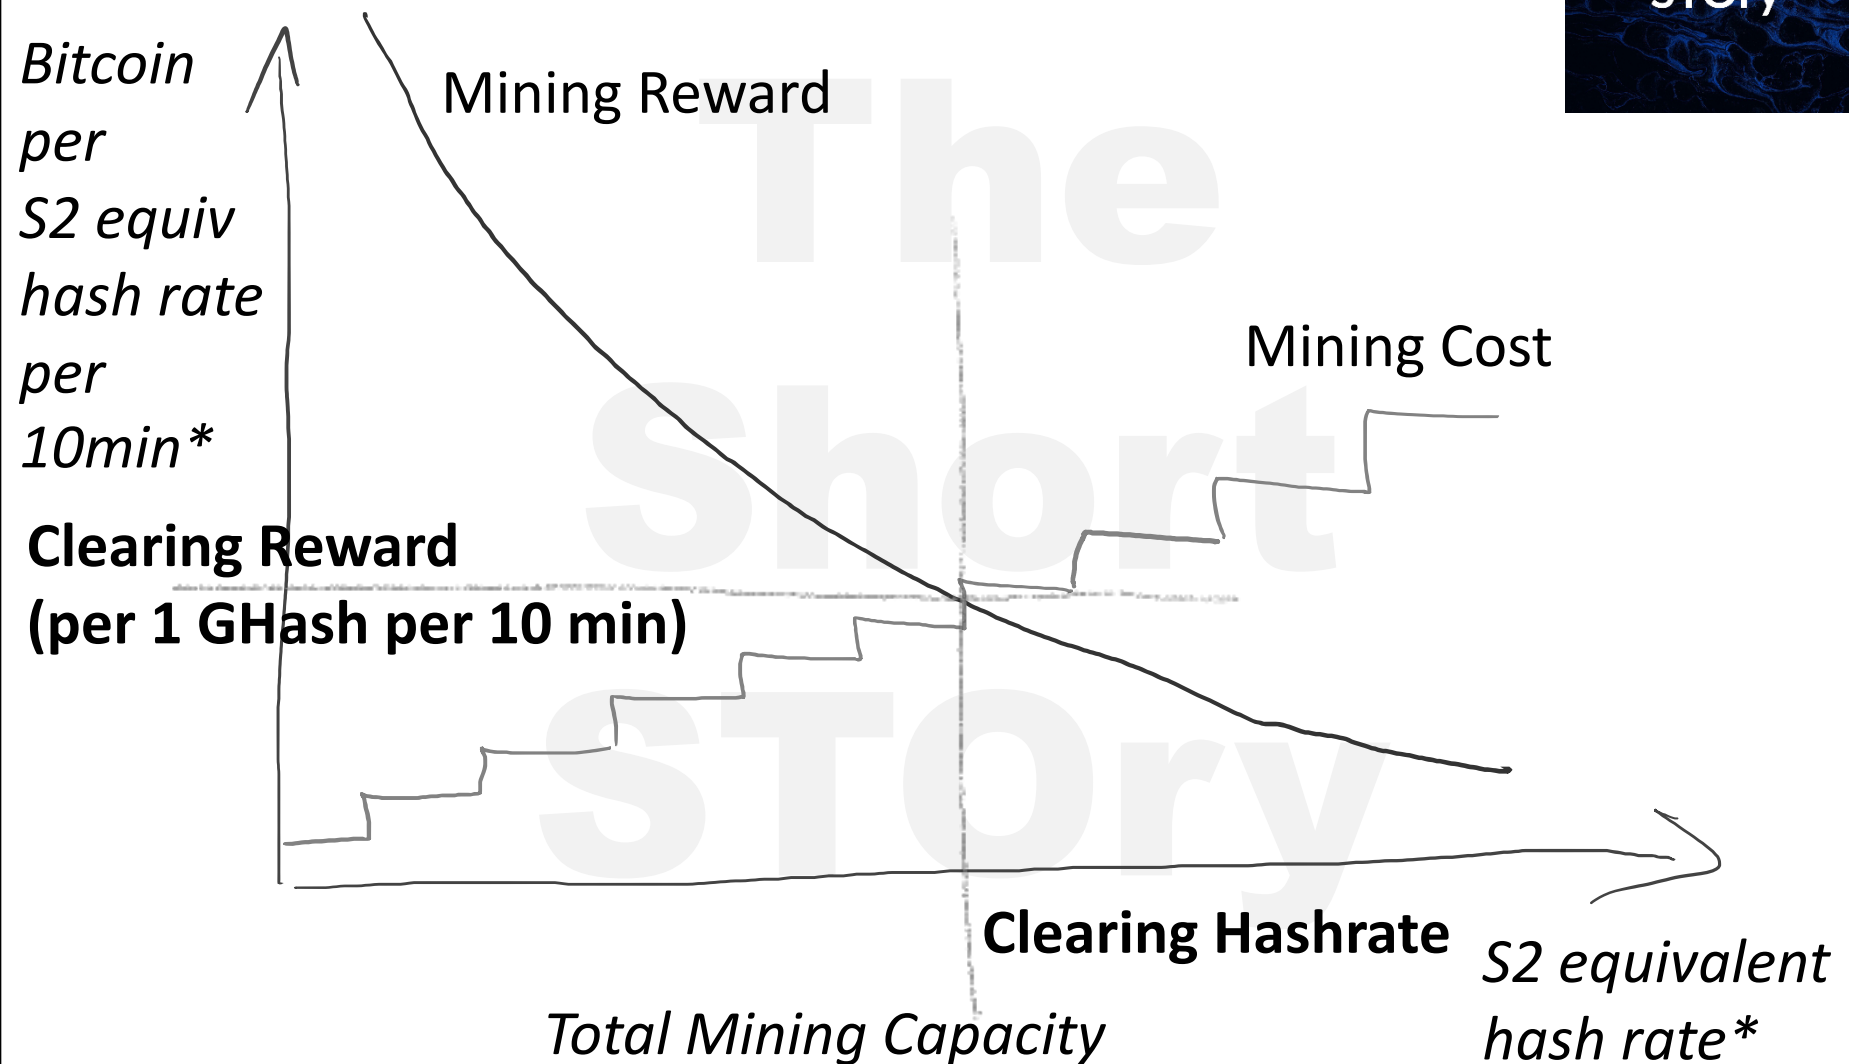 STOry
Bitcoin
per
S2 equiv
hash rate
per
10min*
Mining Reward
The
Short
STOry
Mining Cost
Clearing Reward
(per 1 GHash per 10 min)
Clearing Hashrate
S2 equivalent
hash rate*
Total Mining Capacity